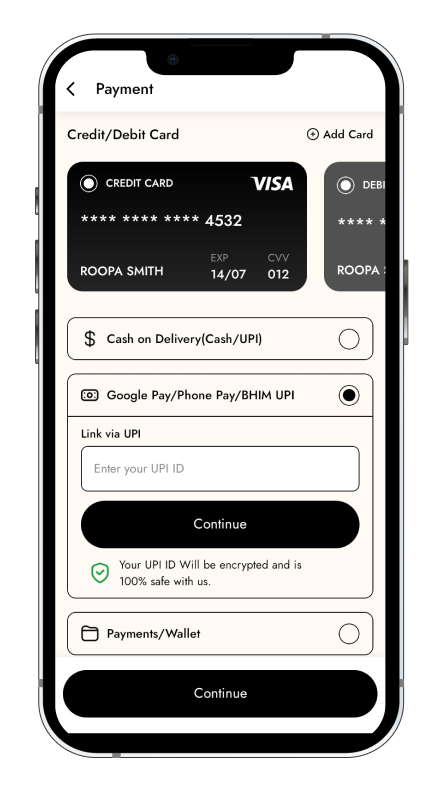 Payment
Credit/Debit Card
Add Card
CREDIT CARD
VISA
**** **** **** 4532
EXP
CVV
ROOPA SMITH
14/07
012
DEBI
**** *
ROOPA
Cash on Delivery(Cash/UPI)
Google Pay/Phone Pay/BHIM UPI
Link via UPI
Enter your UPI ID
Continue
Your UPI ID Will be encrypted and is
100% safe with us.
Payments/Wallet
Continue